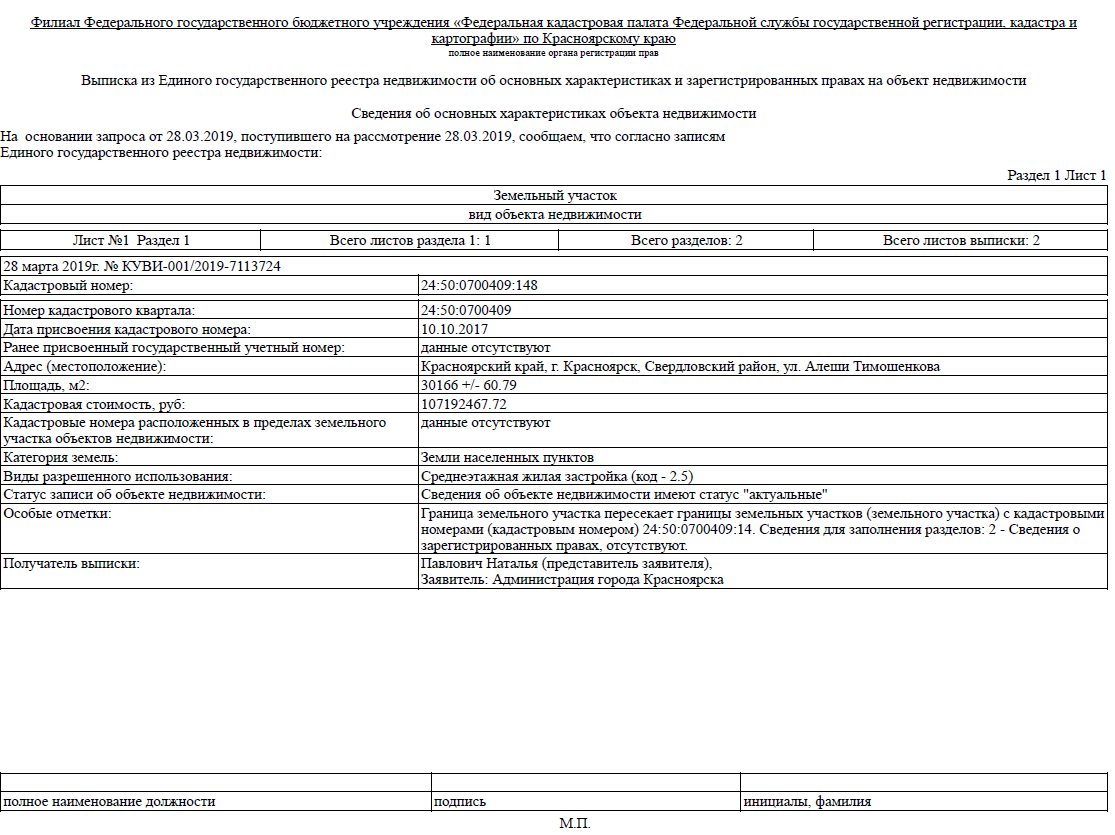 Филиал Федерального государственного бюджетного учреждения «Федеральная кадастровая палата Федеральной службы государственной регистрации, кадастра и
картографии» по Красноярскому краю
полное наименование органа регистрации прав
Выписка из Единого государственного реестра недвижимости об основных характеристиках и зарегистрированных правах на объект недвижимости
Сведения об основных характеристиках объекта недвижимости
На основании запроса от 28.03.2019, поступившего на рассмотрение 28.03.2019, сообщаем, что согласно записям
Единого государственного реестра недвижимости:
Раздел 1 Лист 1
Земельный участок
вид объекта недвижимости
Лист №1 Раздел 1 Всего листов раздела 1: 1 Всего разделов: 2 Всего листов выписки: 2
28 марта 2019г. № КУВИ-001/2019-7113724
Кадастровый номер: 24:50:0700409:148
Номер кадастрового квартала: 24:50:0700409
Дата присвоения кадастрового номера: 10.10.2017
Ранее присвоенный государственный учетный номер: данные отсутствуют
Адрес (местоположение): Красноярский край, г. Красноярск, Свердловский район, ул. Алеши Тимошенкова
Площадь, м2: 30166 +/- 60.79
Кадастровая стоимость, руб: 107192467.72
Кадастровые номера расположенных в пределах земельного данные отсутствуют
участка объектов недвижимости:
Категория земель: Земли населенных пунктов
Виды разрешенного использования: Среднеэтажная жилая застройка (код - 2.5)
Статус записи об объекте недвижимости: Сведения об объекте недвижимости имеют статус "актуальные"
Особые отметки: Граница земельного участка пересекает границы земельных участков (земельного участка) с кадастровыми
номерами (кадастровым номером) 24:50:0700409:14. Сведения для заполнения разделов: 2 - Сведения о
зарегистрированных правах, отсутствуют.
Получатель выписки: Павлович Наталья (представитель заявителя),
Заявитель: Администрация города Красноярска
полное наименование должности подпись инициалы, фамилия
М.П.